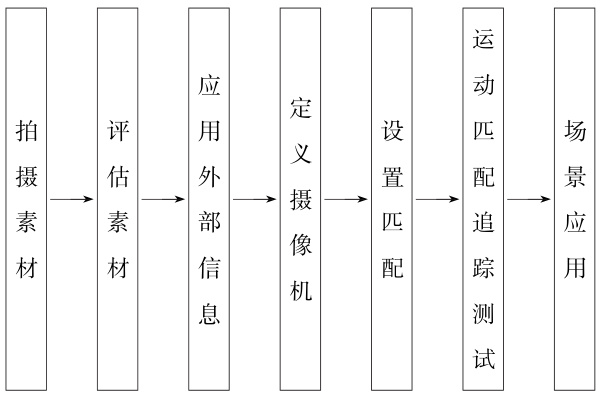 拍摄素材
评估素材
应用外部信息
定义摄像机
设置匹配
运动匹配追踪测试
场景应用